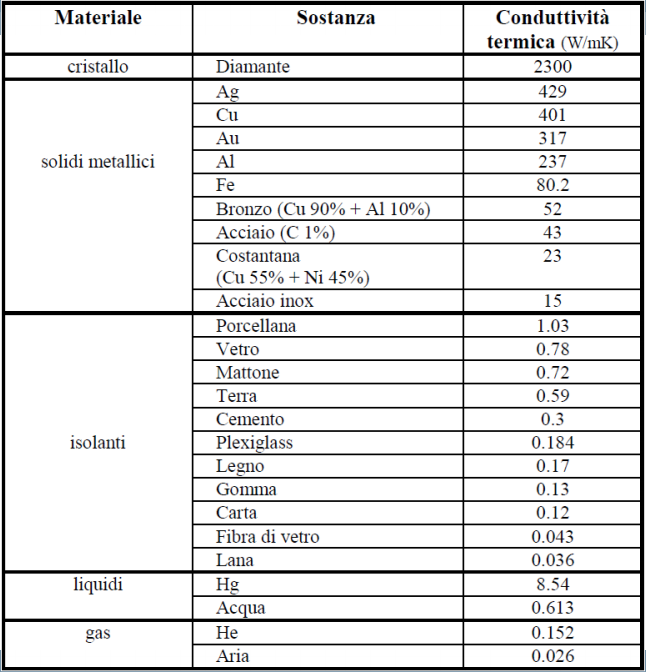 Materiale Sostanza Conduttività
termica (W/mK)
cristallo Diamante 2300
Ag 429
Cu 401
Au 317
solidi metallici Al 237
Fe 80.2
Bronzo (Cu 90% + Al 10%) 52
Acciaio (C 1%) 43
Costantana 23
(Cu 55% + Ni 45%)
Acciaio inox 15
Porcellana 1.03
Vetro 0.78
Mattone 0.72
Terra 0.59
Cemento 0.3
isolanti Plexiglass 0.184
Legno 0.17
Gomma 0.13
Carta 0.12
Fibra di vetro 0.043
Lana 0.036
liquidi Hg 8.54
Acqua 0.613
gas He 0.152
Aria 0.026